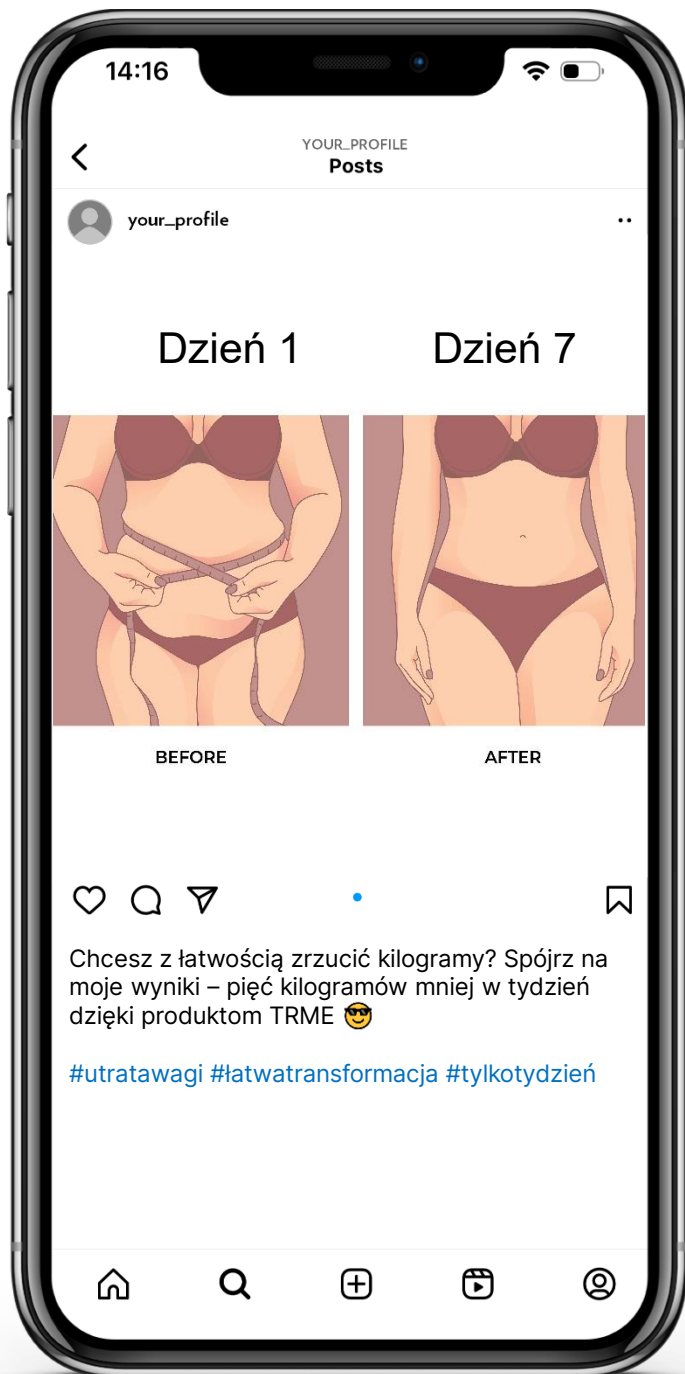 14:16
YOUR_PROFILE
Posts
your_profile
Dzień 1
Dzień 7
BEFORE
AFTER
Chcesz z łatwością zrzucić kilogramy? Spójrz na
moje wyniki – pięć kilogramów mniej w tydzień
dzięki produktom TRME 😎
#utratawagi #łatwatransformacja #tylkotydzień